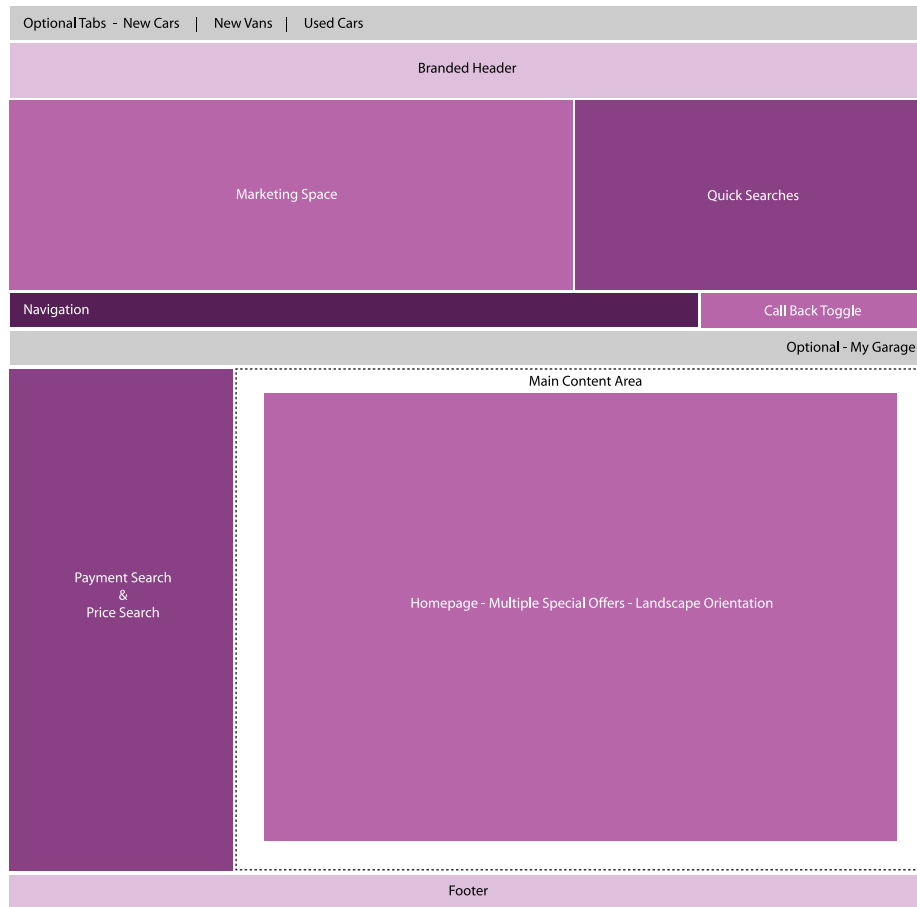 Optional Tabs - New Cars | New Vans | Used Cars
Branded Header
Marketing Space
Quick Searches
Navigation
Call Back Toggle
Optional - My Garage
Main Content Area
Payment Search
&
Price Search
Homepage - Multiple Special Offers - Landscape Orientation
Footer